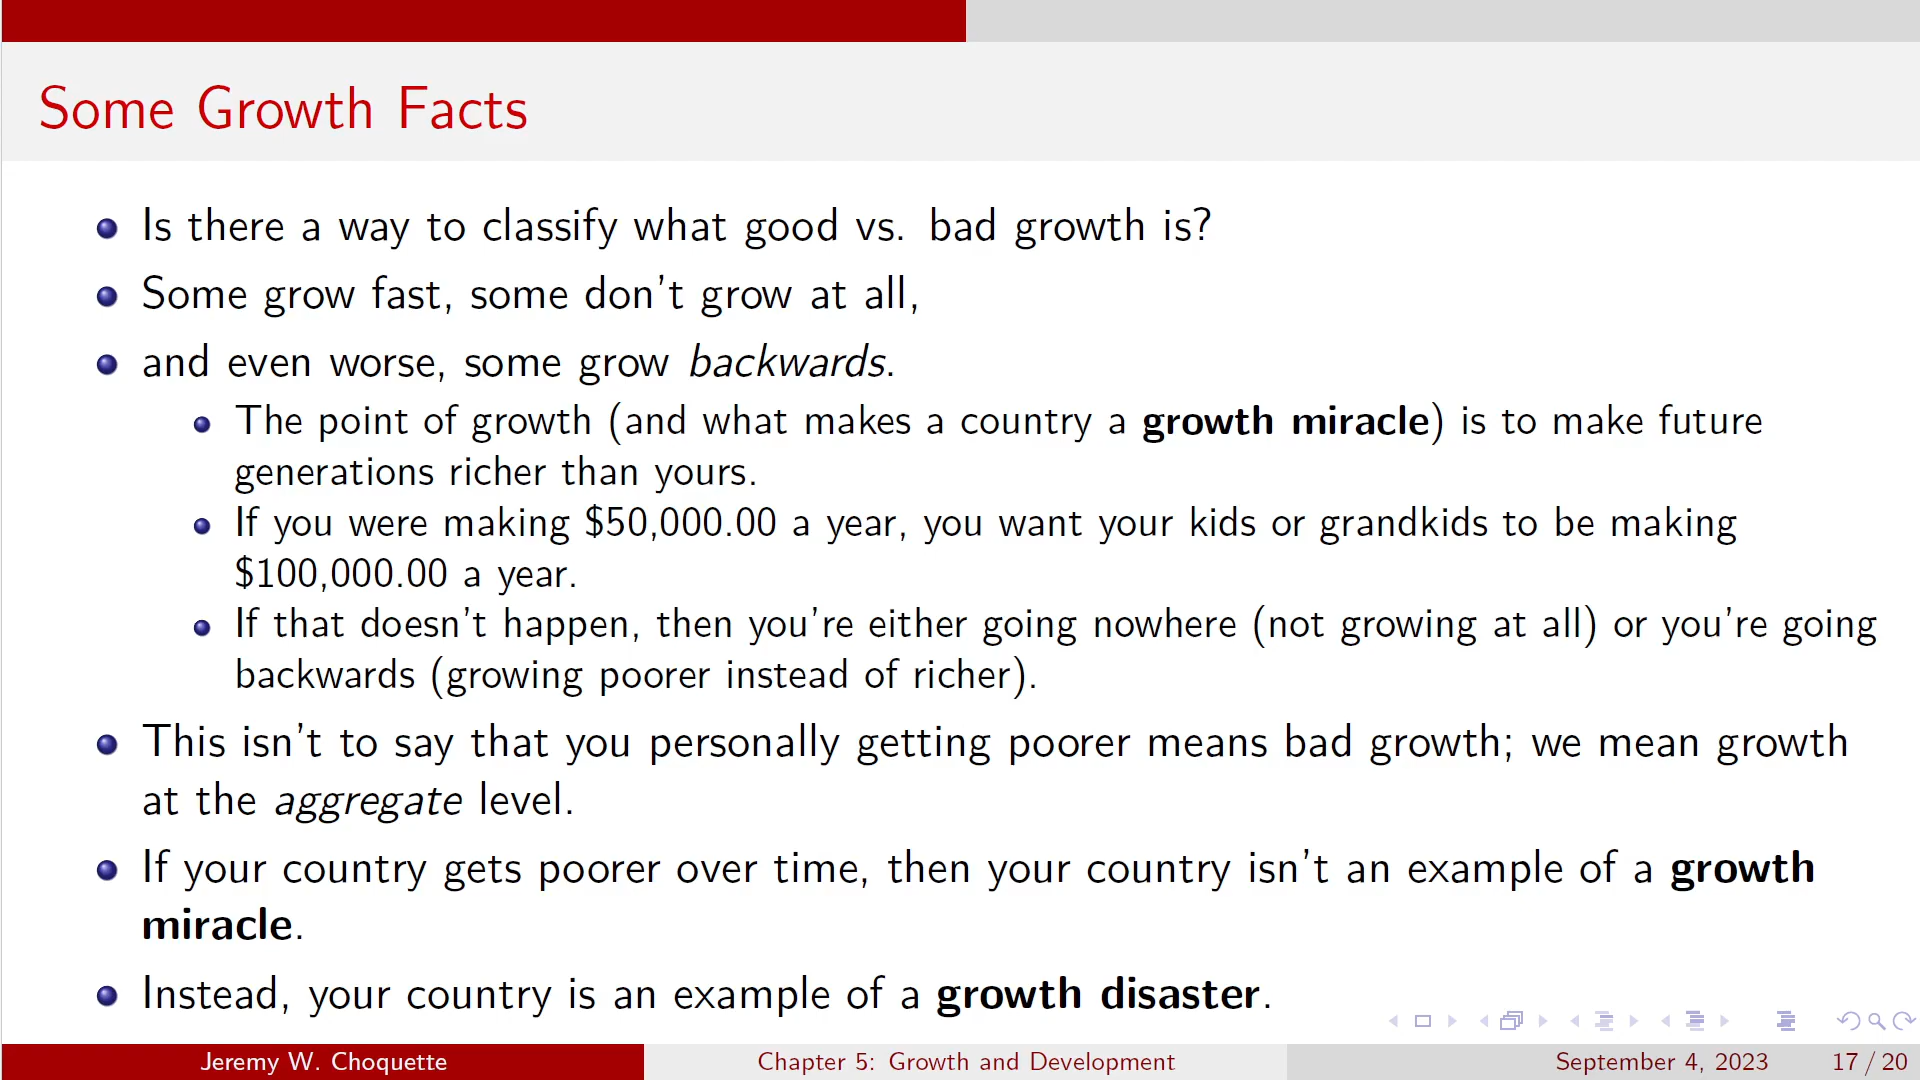 Some Growth Facts
Is there a way to classify what good vs. bad growth is?
Some grow fast, some don't grow at all,
and even worse, some grow backwards.
The point of growth (and what makes a country a growth miracle) is to make future
generations richer than yours.
If you were making $50,000.00 a year, you want your kids or grandkids to be making
$100,000.00 a year.
If that doesn't happen, then you're either going nowhere (not growing at all) or you're going
backwards (growing poorer instead of richer).
This isn't to say that you personally getting poorer means bad growth; we mean growth
at the aggregate level.
If your country gets poorer over time, then your country isn't an example of a growth
miracle.
Instead, your country is an example of a growth disaster.
Jeremy W. Choquette
Chapter 5: Growth and Development
September 4, 2023
17 / 20